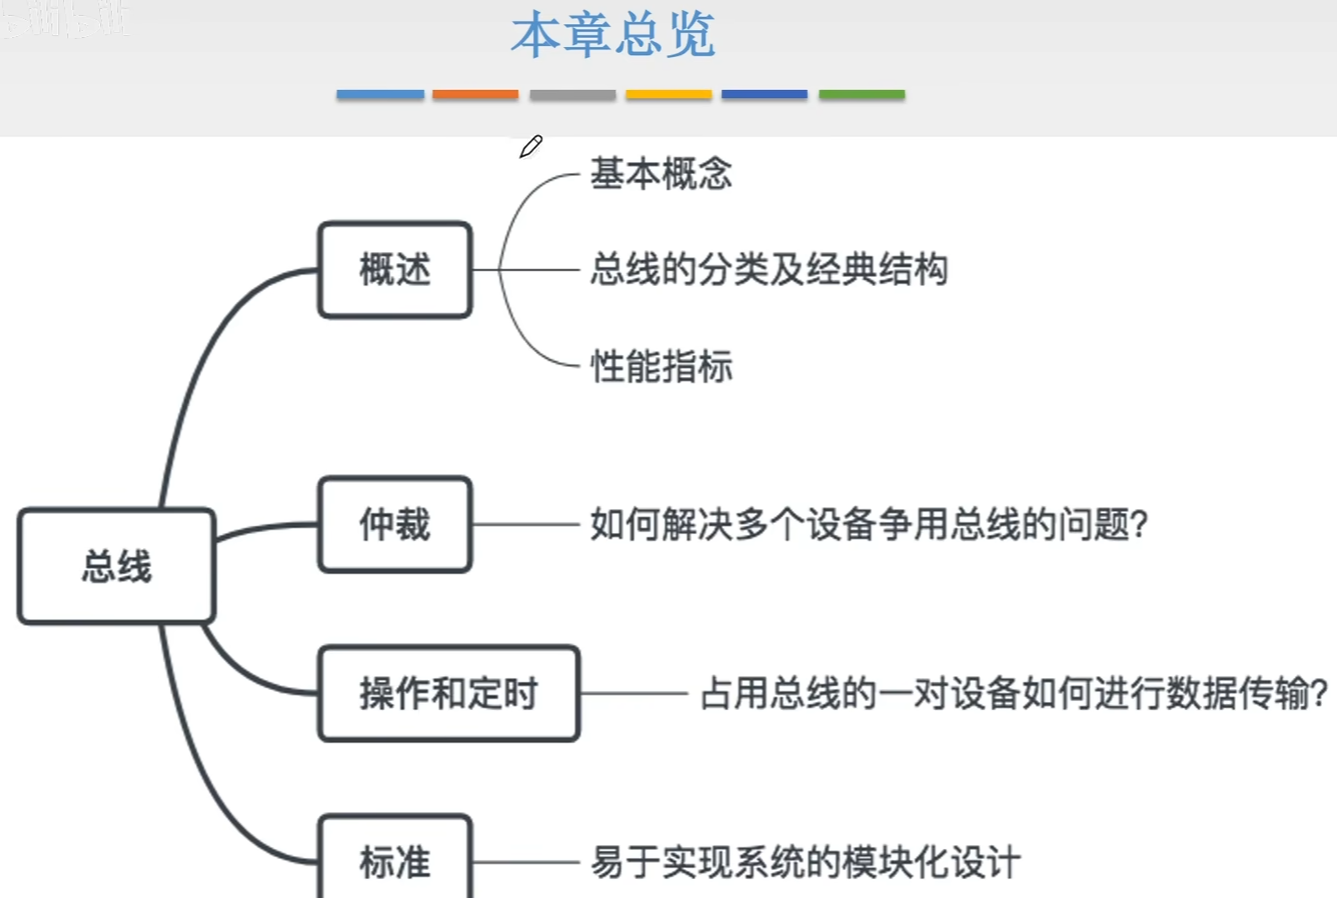 bilibili
本章总览
基本概念
概述
总线的分类及经典结构
性能指标
仲裁
如何解决多个设备争用总线的问题?
总线
操作和定时
占用总线的一对设备如何进行数据传输?
标准
易于实现系统的模块化设计